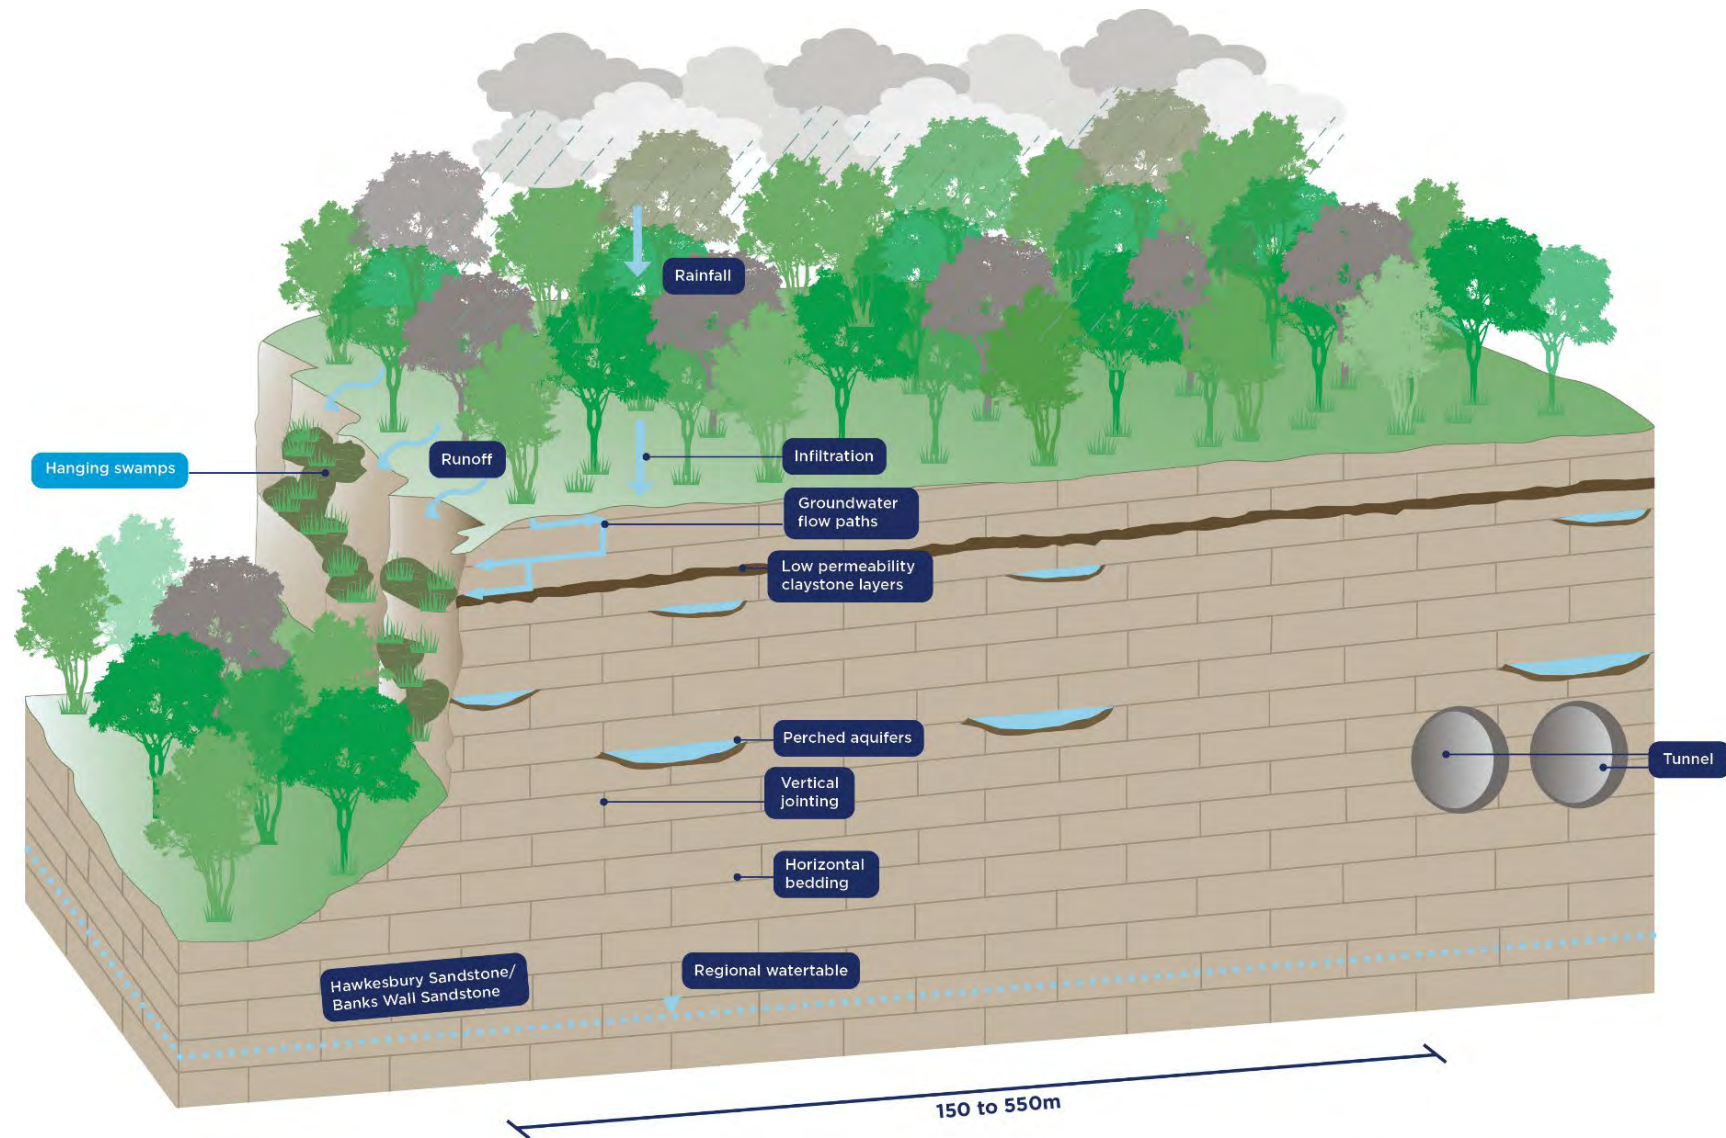 Rainfall
Hanging swamps
Runoff
Infiltration
Groundwater
flow paths
Low permeability
claystone layers
Perched aquifers
Tunnel
Vertical
jointing
Horizontal
bedding
Hawkesbury Sandstone/
Banks Wall Sandstone
Regional watertable
150 to 550m